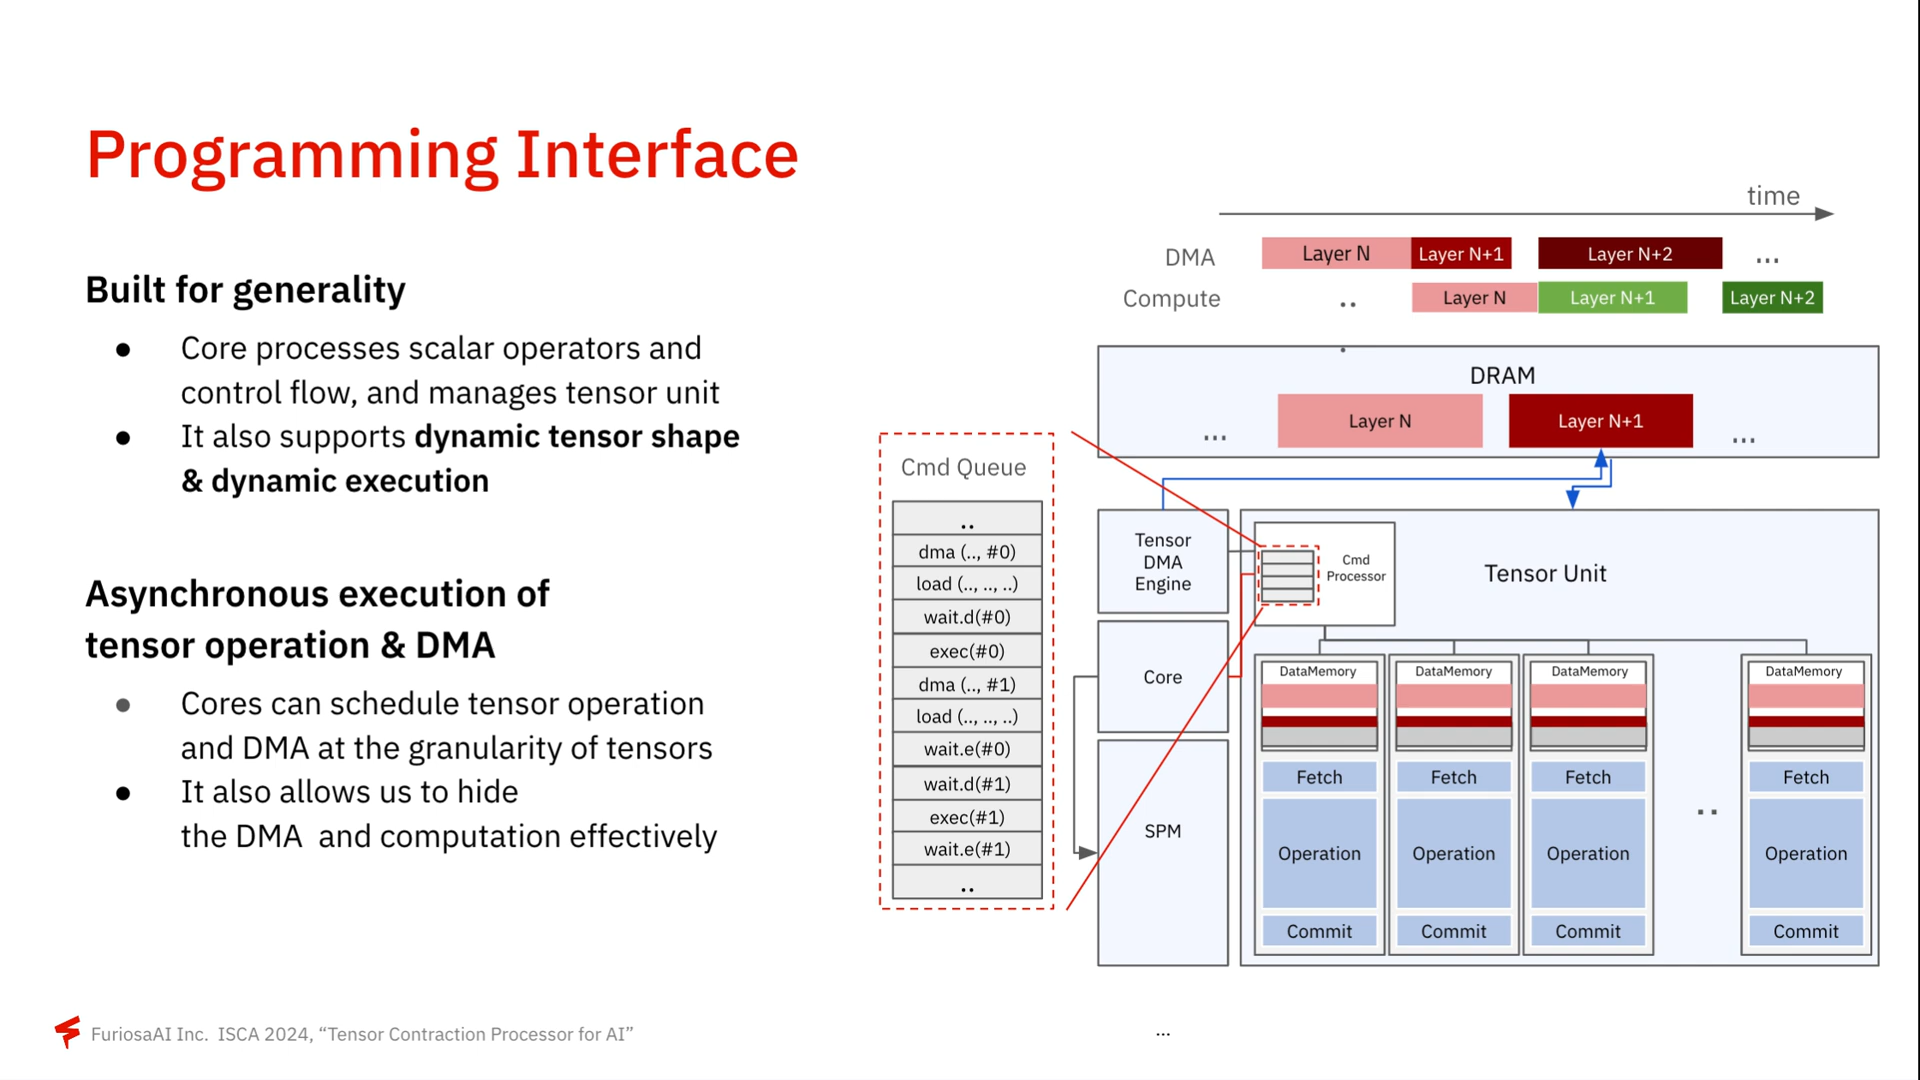 Programming Interface
Built for generality
● Core processes scalar operators and
control flow, and manages tensor unit
● It also supports dynamic tensor shape
& dynamic execution
Asynchronous execution of
tensor operation & DMA
● Cores can schedule tensor operation
and DMA at the granularity of tensors
● It also allows us to hide
the DMA and computation effectively
time
DMA
Layer N
Layer N+1
Layer N+2
...
Compute
..
Layer N
Layer N+1
Layer N+2
DRAM
...
Layer N
Layer N+1
...
Cmd Queue
..
dma (.., #0)
load (.., .., ..)
wait.d(#0)
exec(#0)
dma (.., #1)
load (.., .., ..)
wait.e(#0)
wait.d(#1)
exec(#1)
wait.e(#1)
..
Tensor
DMA
Engine
Core
SPM
Cmd
Processor
Tensor Unit
DataMemory
DataMemory
DataMemory
DataMemory
Fetch
Fetch
Fetch
Fetch
..
Operation
Operation
Operation
Operation
Commit
Commit
Commit
Commit
FuriosaAI Inc. ISCA 2024, “Tensor Contraction Processor for AI”
...